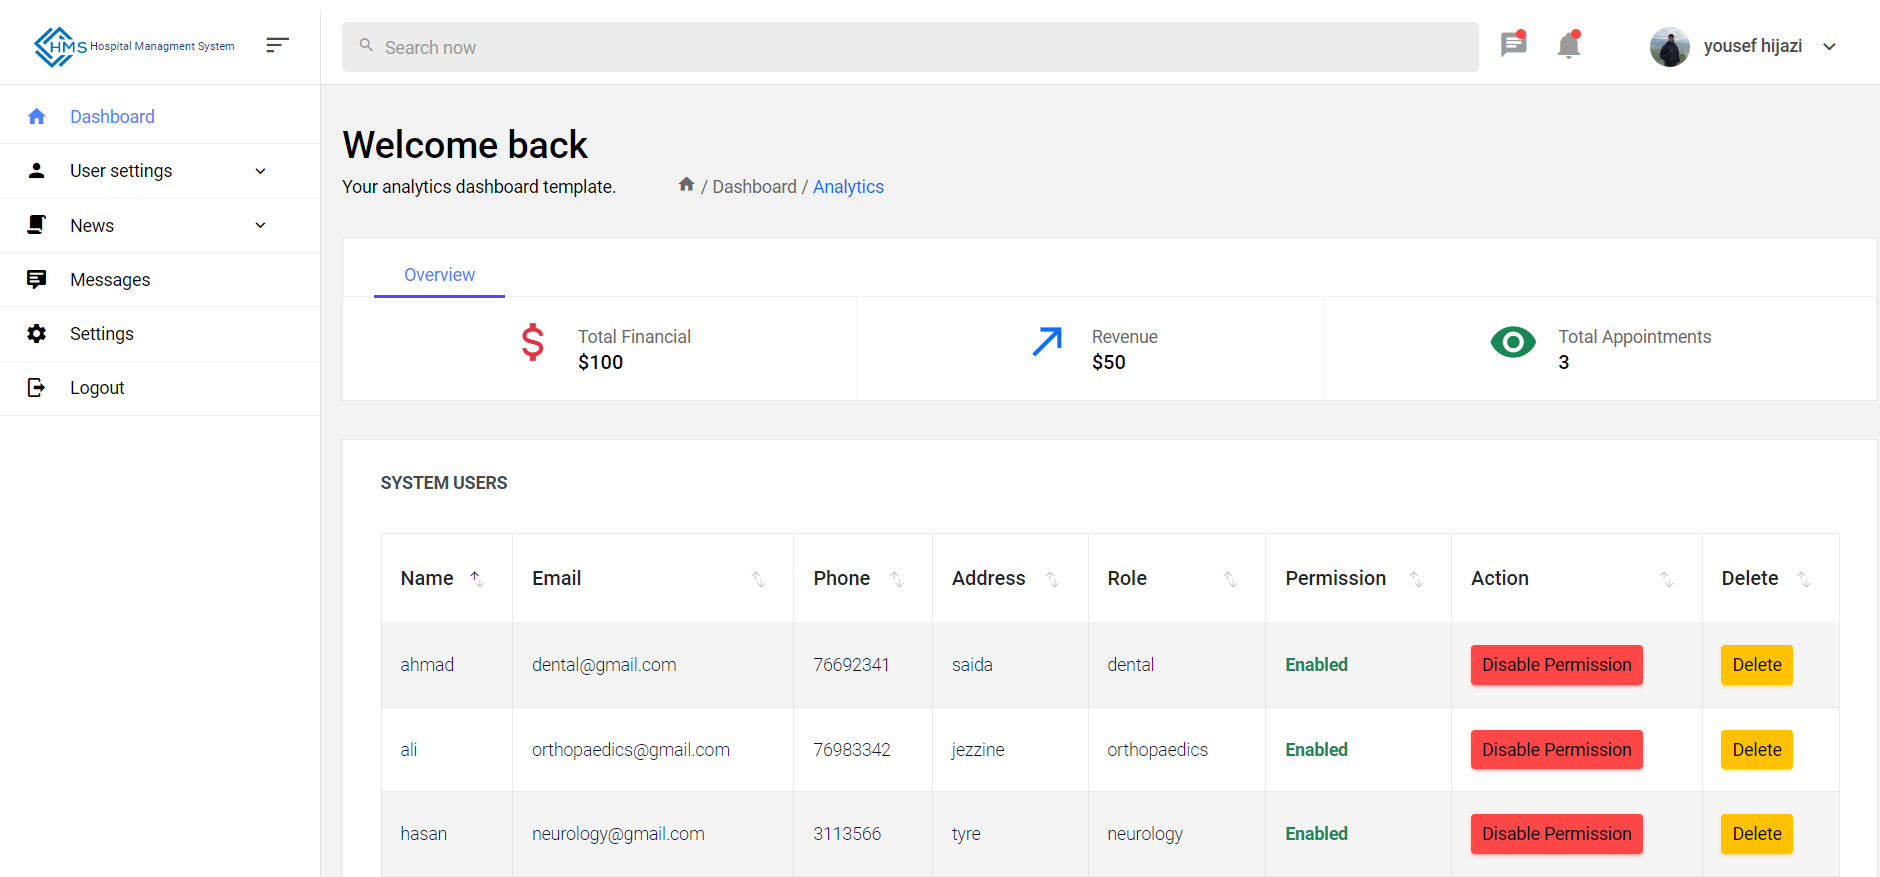 HMS Hospital Managment System
Search now
yousef hijazi
Dashboard
User settings
News
Messages
Settings
Logout
Welcome back
Your analytics dashboard template.
/ Dashboard / Analytics
Overview
Total Financial
$100
Revenue
$50
Total Appointments
3
SYSTEM USERS
Name Email Phone Address Role Permission Action Delete
ahmad dental@gmail.com 76692341 saida dental Enabled Disable Permission Delete
ali orthopaedics@gmail.com 76983342 jezzine orthopaedics Enabled Disable Permission Delete
hasan neurology@gmail.com 3113566 tyre neurology Enabled Disable Permission Delete